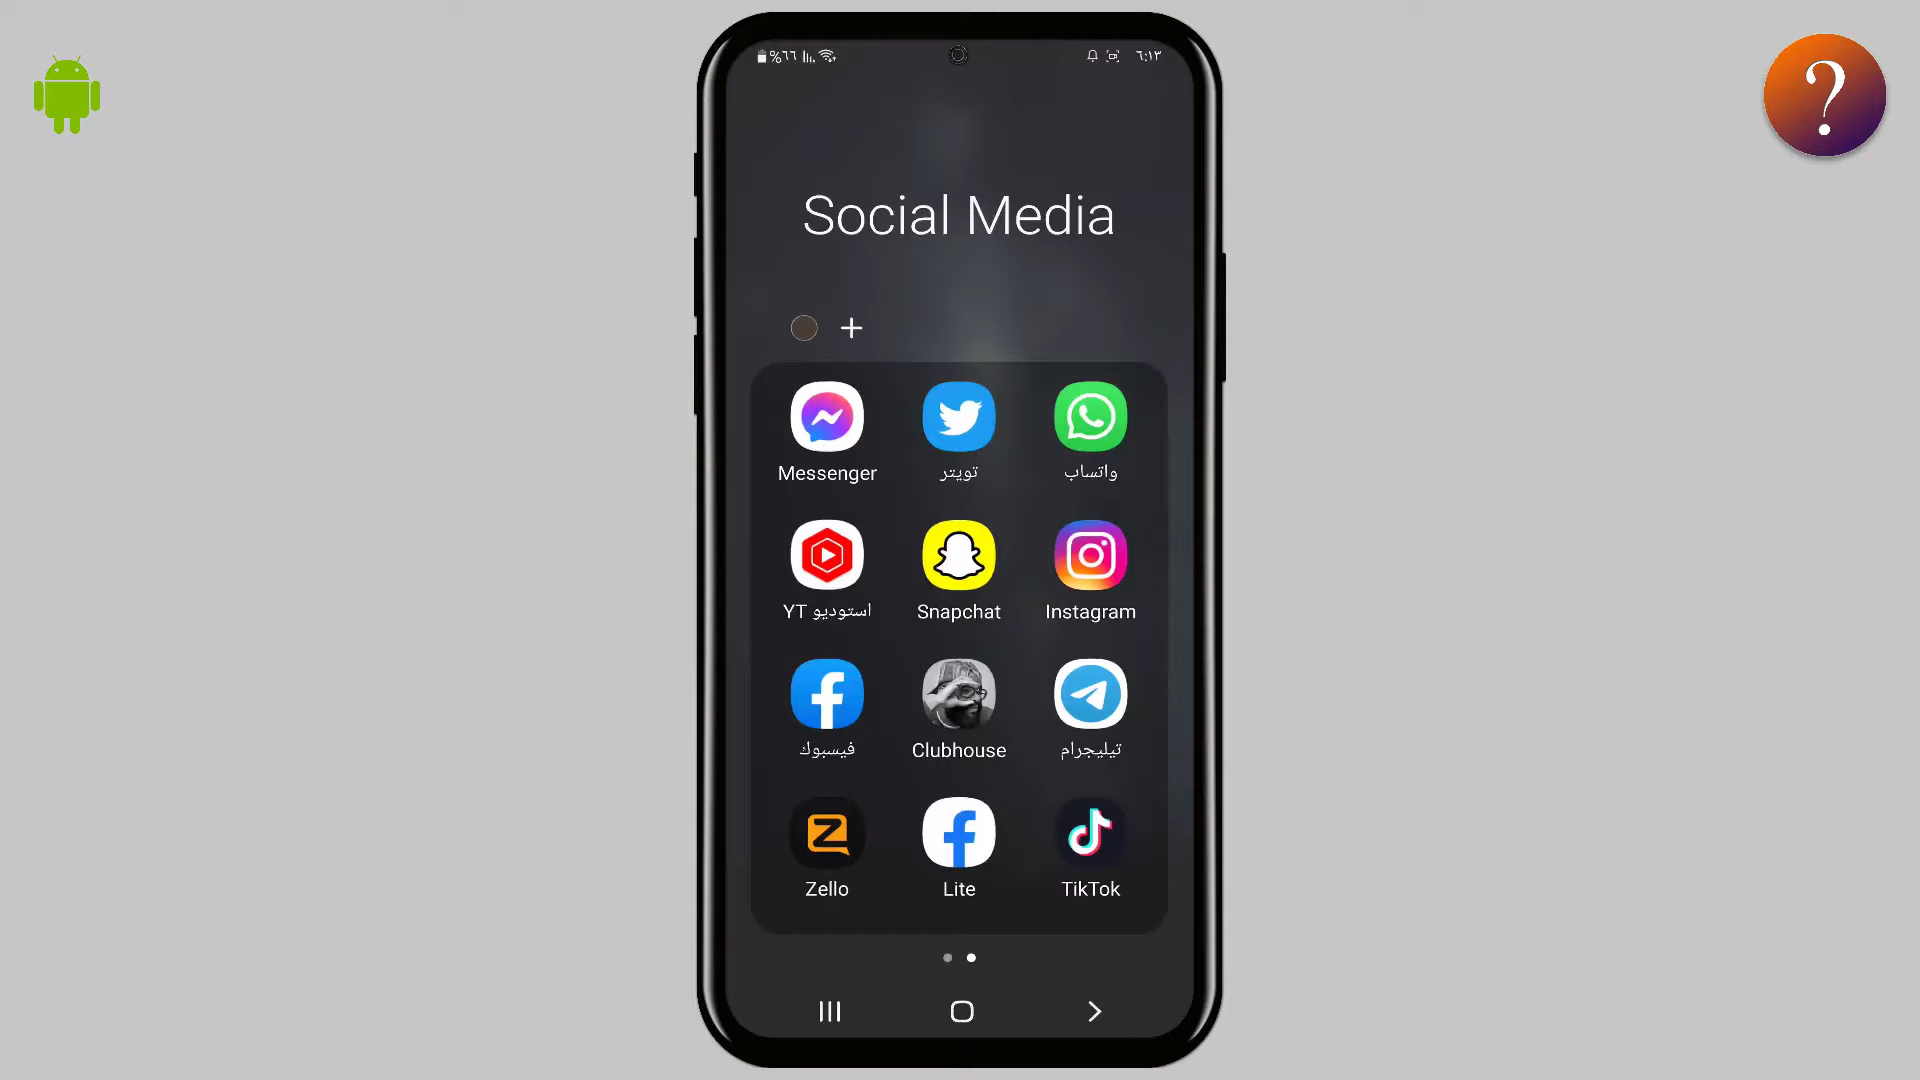 %٦٦
٦:١٣
?
Social Media
Messenger
تويتر
واتساب
استوديو YT
Snapchat
Instagram
فيسبوك
Clubhouse
تيليجرام
Zello
Lite
TikTok